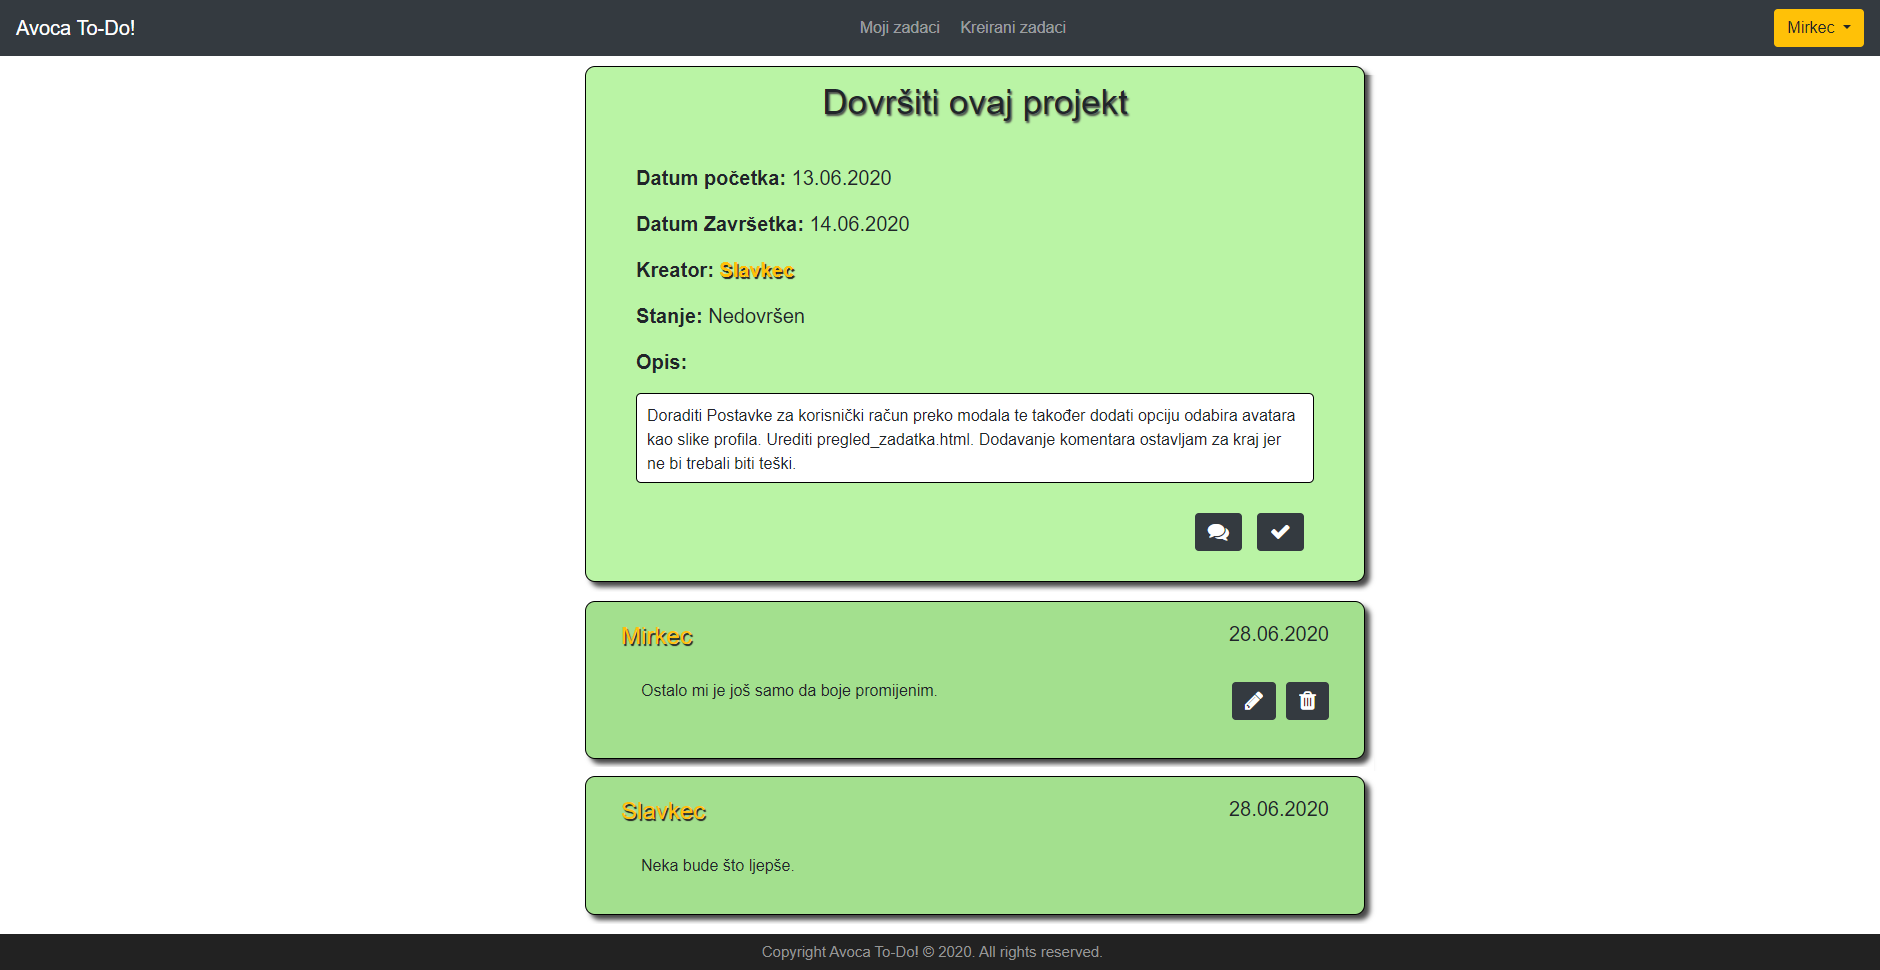 Avoca To-Do!
Moji zadaci
Kreirani zadaci
Mirkec
Dovršiti ovaj projekt
Datum početka: 13.06.2020
Datum Završetka: 14.06.2020
Kreator: Slavkec
Stanje: Nedovršen
Opis:
Doraditi Postavke za korisnički račun preko modala te također dodati opciju odabira avatara
kao slike profila. Urediti pregled_zadatka.html. Dodavanje komentara ostavljam za kraj jer
ne bi trebali biti teški.
Mirkec
28.06.2020
Ostalo mi je još samo da boje promijenim.
Slavkec
28.06.2020
Neka bude što ljepše.
Copyright Avoca To-Do! © 2020. All rights reserved.